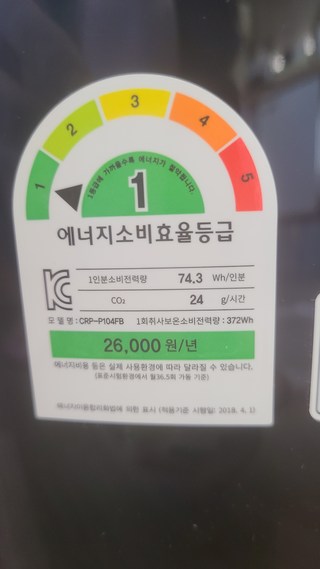 1 2 3 4 5
1등급에 가까울수록 에너지가 절약됩니다.
1
에너지소비효율등급
1인분소비전력량 74.3 Wh/인분
CO₂ 24 g/시간
모델명 : CRP-P104FB 1회취사보온소비전력량 : 372Wh
26,000 원/년
에너지비용 등은 실제 사용환경에 따라 달라질 수 있습니다.
(표준시험환경에서 월36.5회 가동 기준)
에너지이용합리화법에 의한 표시 (적용기준 시행일: 2018. 4. 1)